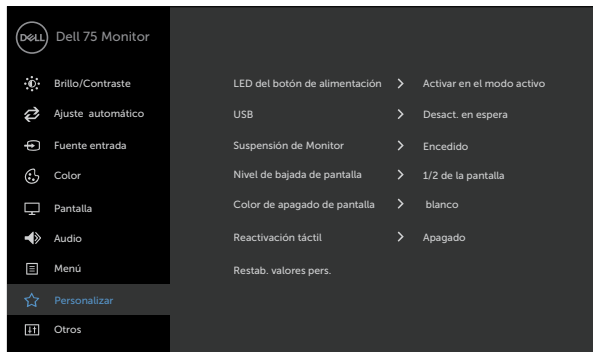 DELL Dell 75 Monitor
Brillo/Contraste
Ajuste automático
Fuente entrada
Color
Pantalla
Audio
Menú
Personalizar
Otros
LED del botón de alimentación > Activar en el modo activo
USB > Desact. en espera
Suspensión de Monitor > Encedido
Nivel de bajada de pantalla > 1/2 de la pantalla
Color de apagado de pantalla > blanco
Reactivación táctil > Apagado
Restab. valores pers.